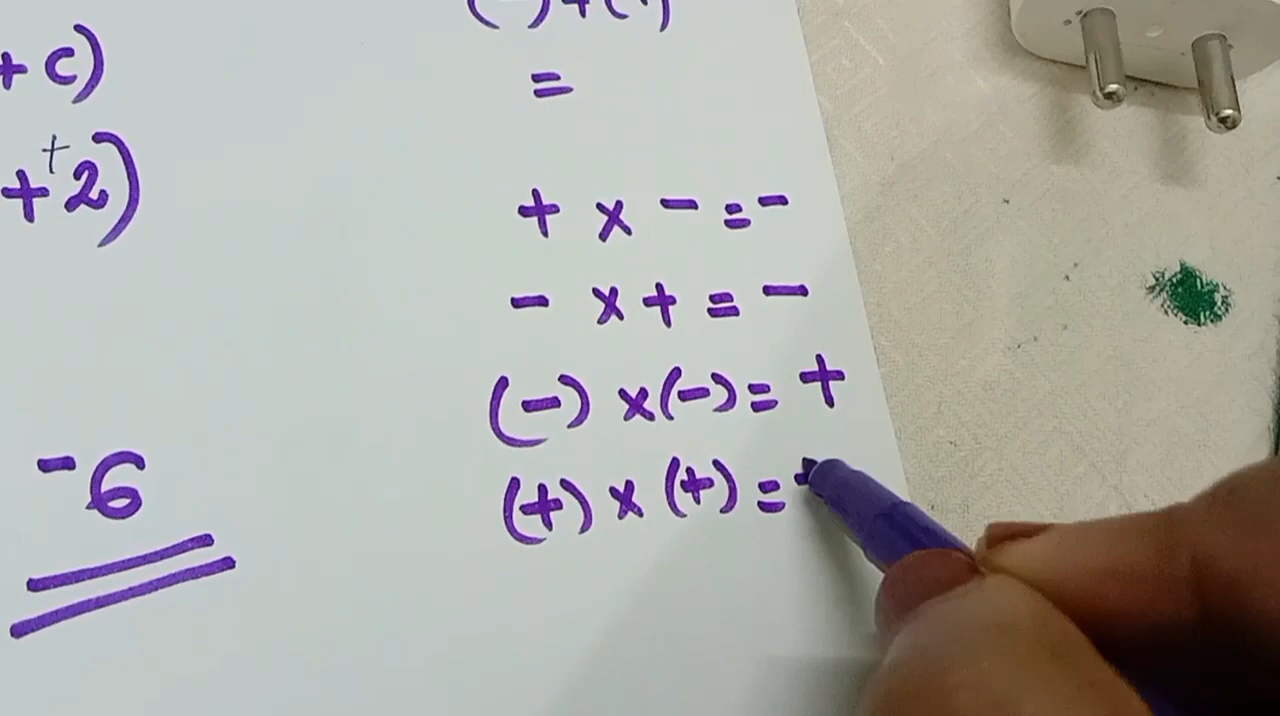 + c)
+ +2)
-6
=
+ x - = -
- x + = -
(-) x (-) = +
(+) x (+) =